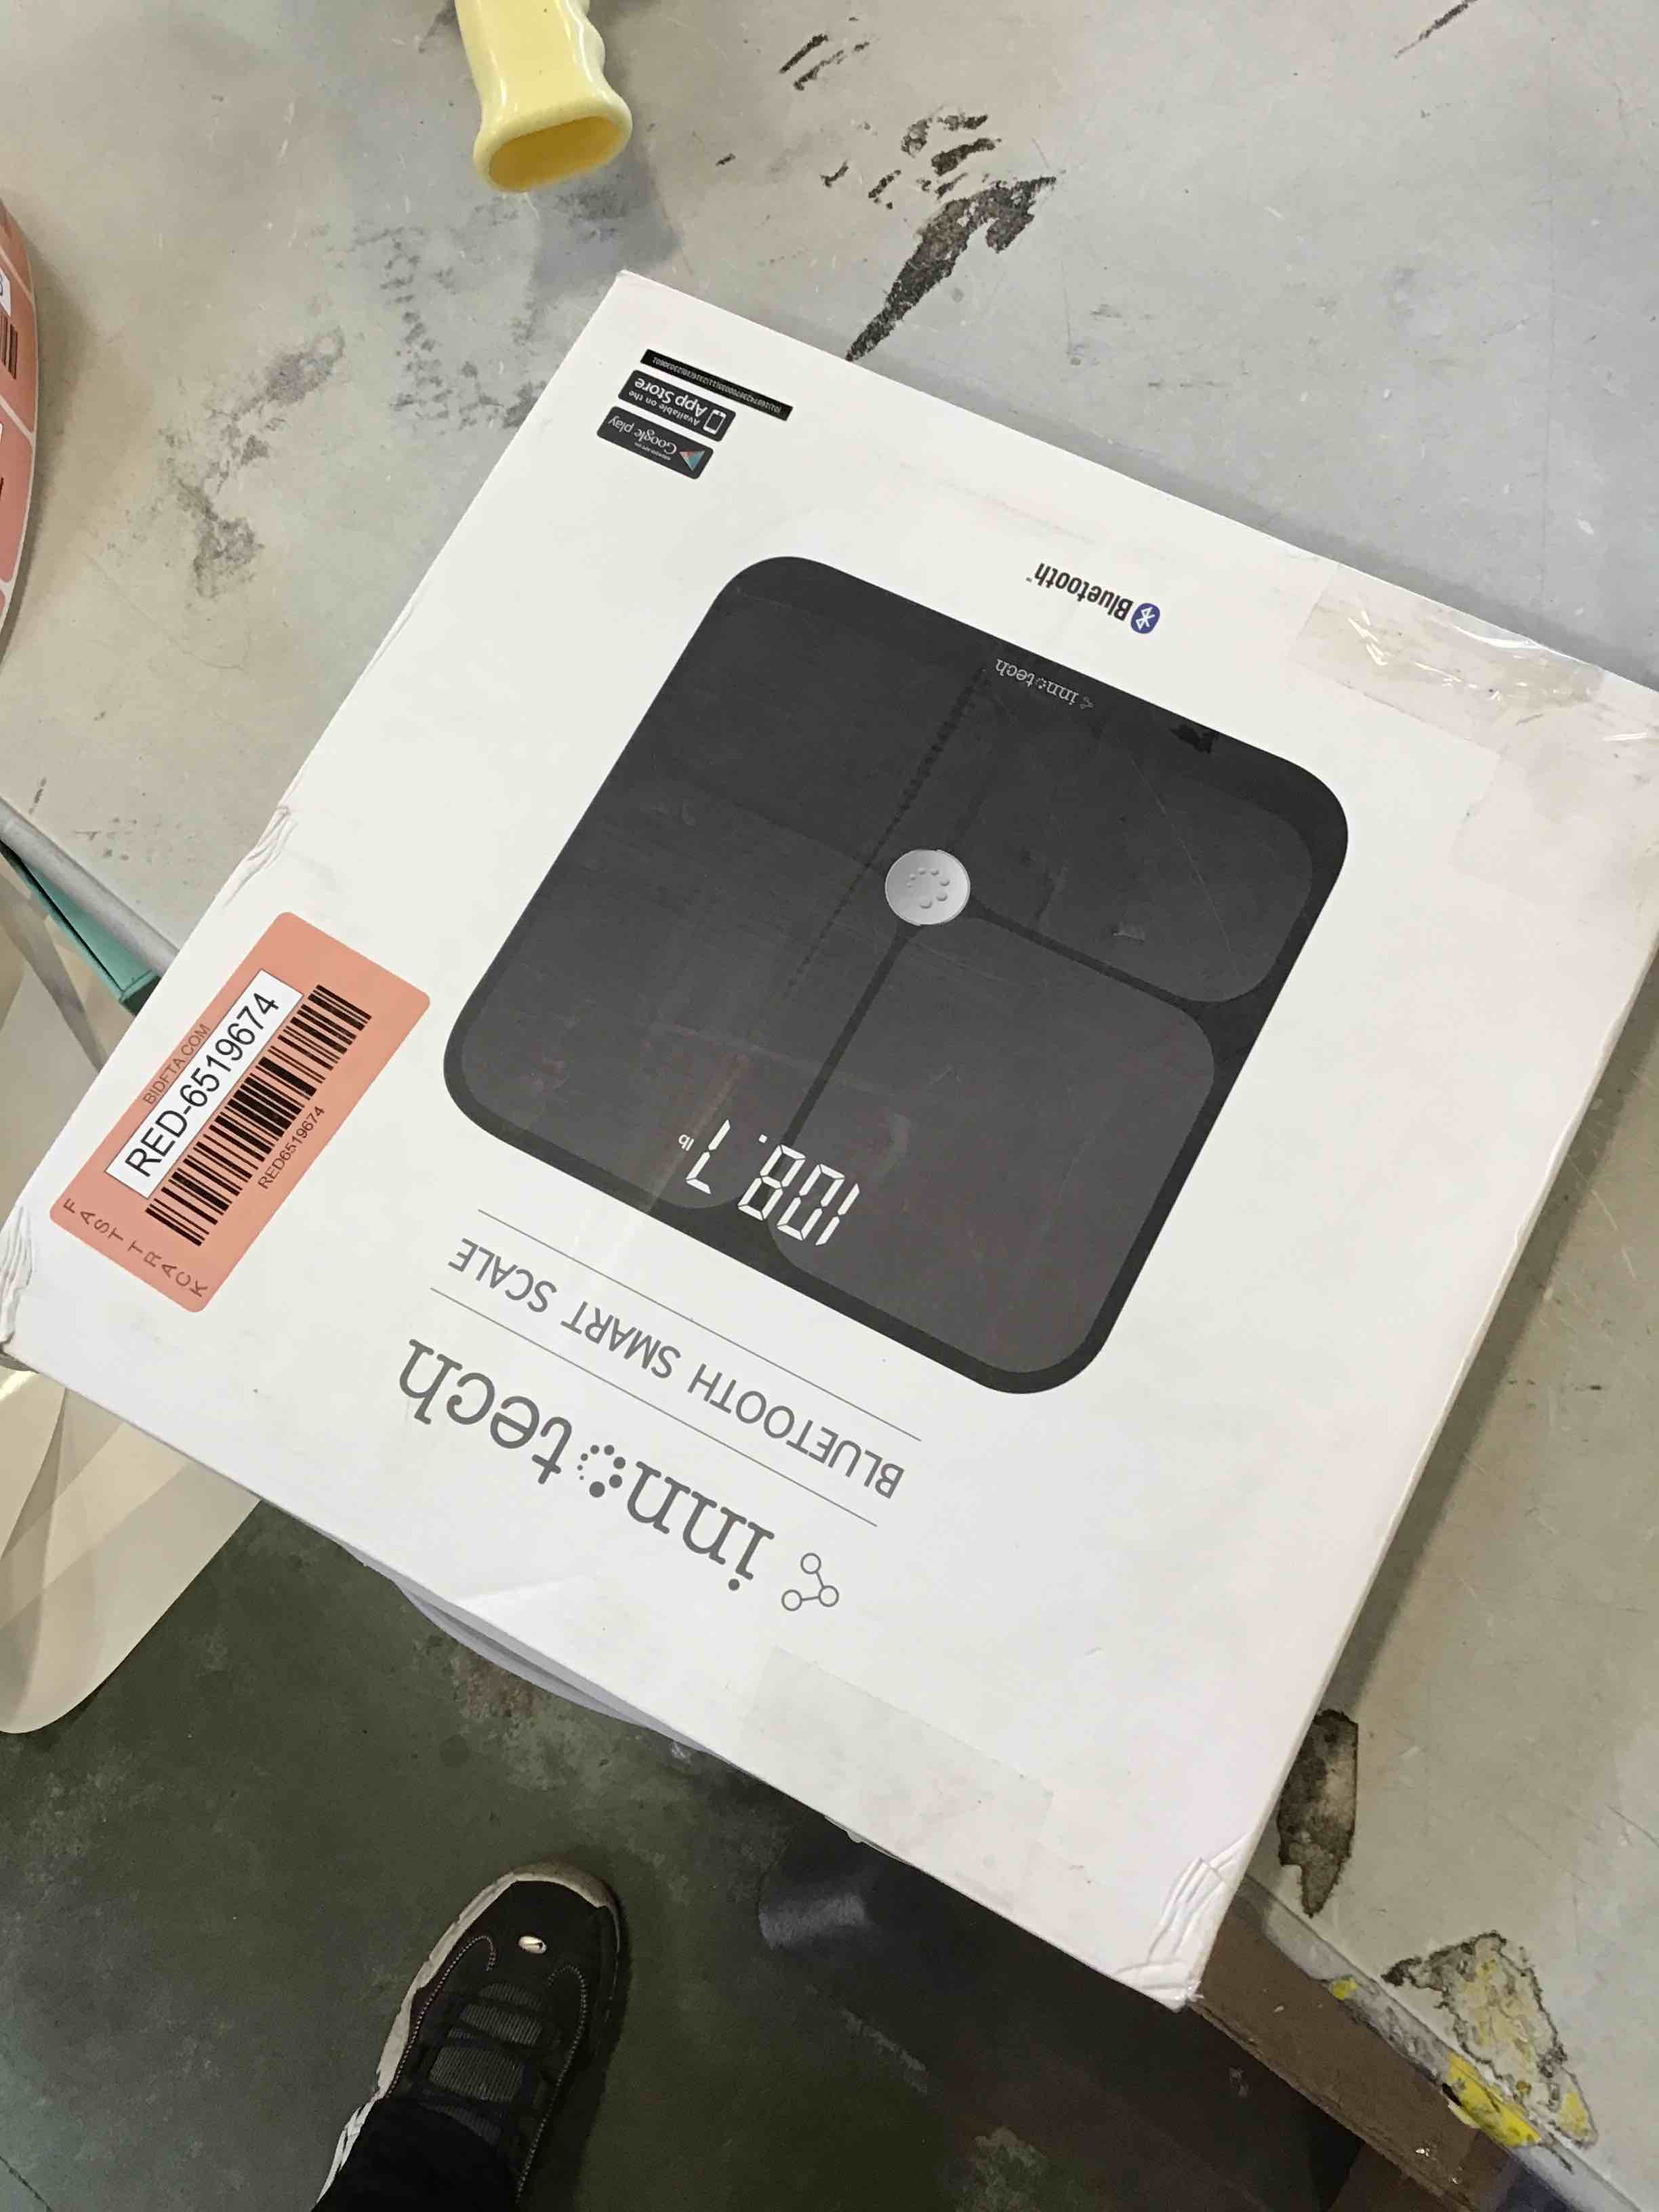 innotech
BLUETOOTH SMART SCALE
108.7 lb
innotech
Bluetooth™
Google play
Available on the
App Store
BIDFTA.COM
RED-6519674
RED6519674
FAST TRACK